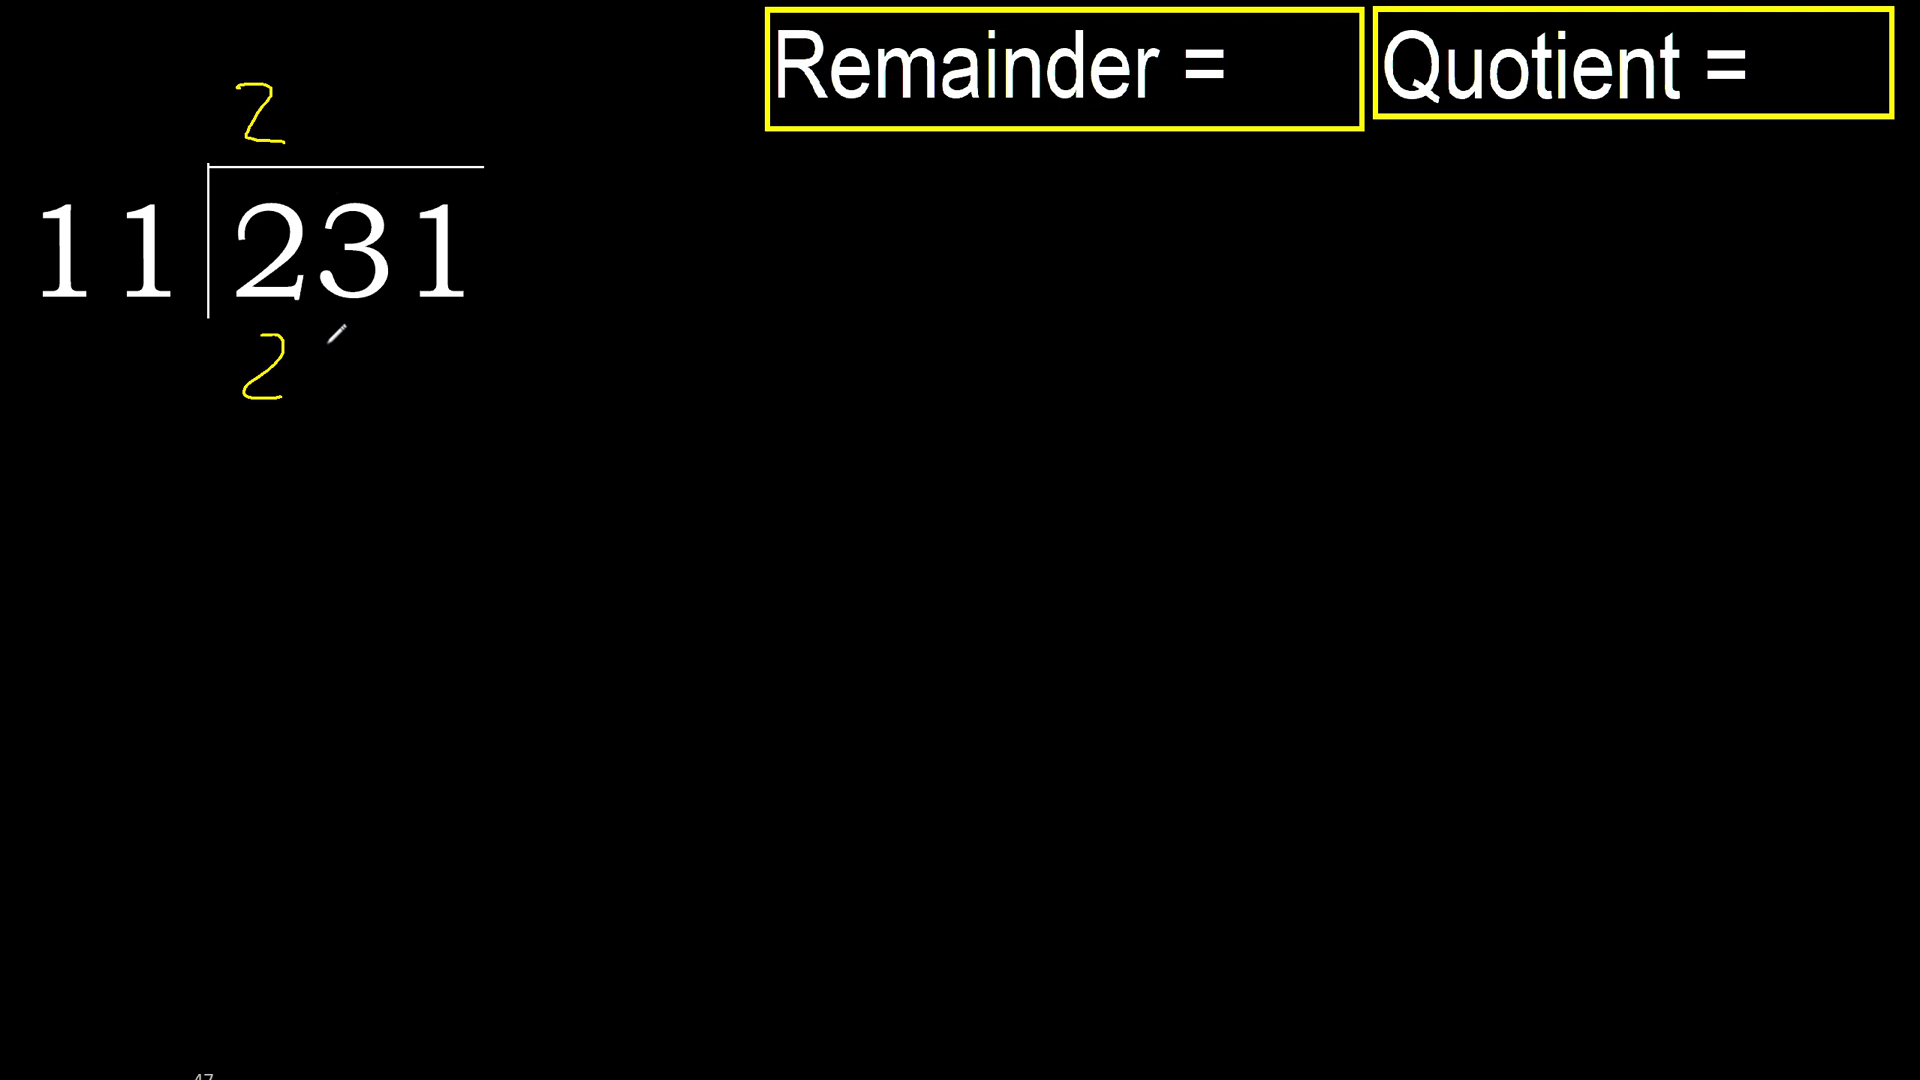 Remainder = Quotient =
2
11 231
2